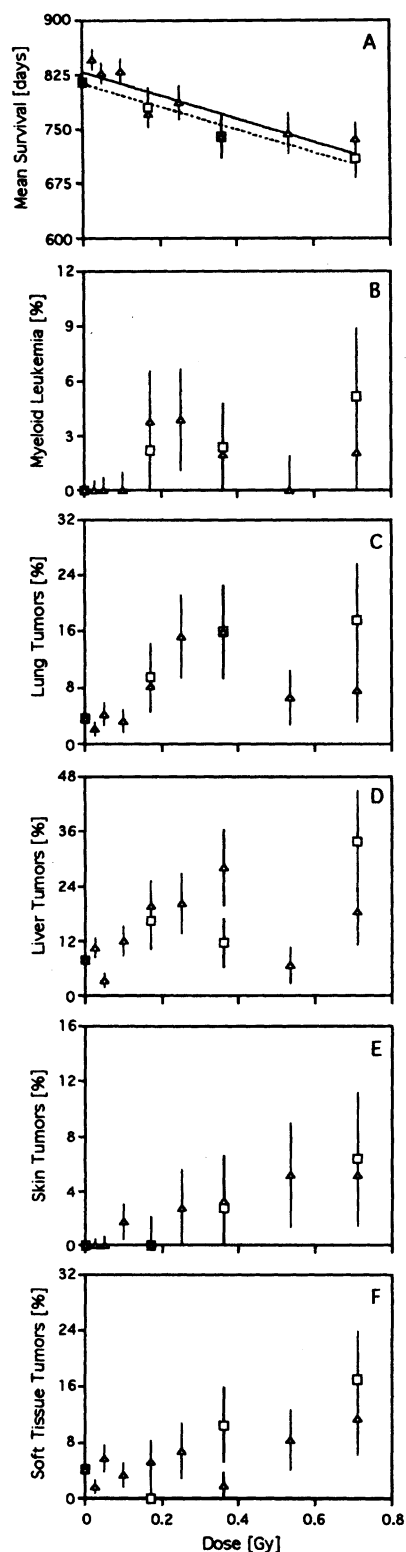 A
Mean Survival [days]
900
825
750
675
600
B
Myeloid Leukemia [%]
12
9
6
3
0
C
Lung Tumors [%]
32
24
16
8
0
D
Liver Tumors [%]
48
36
24
12
0
E
Skin Tumors [%]
16
12
8
4
0
F
Soft Tissue Tumors [%]
32
24
16
8
0
0 0.2 0.4 0.6 0.8
Dose [Gy]